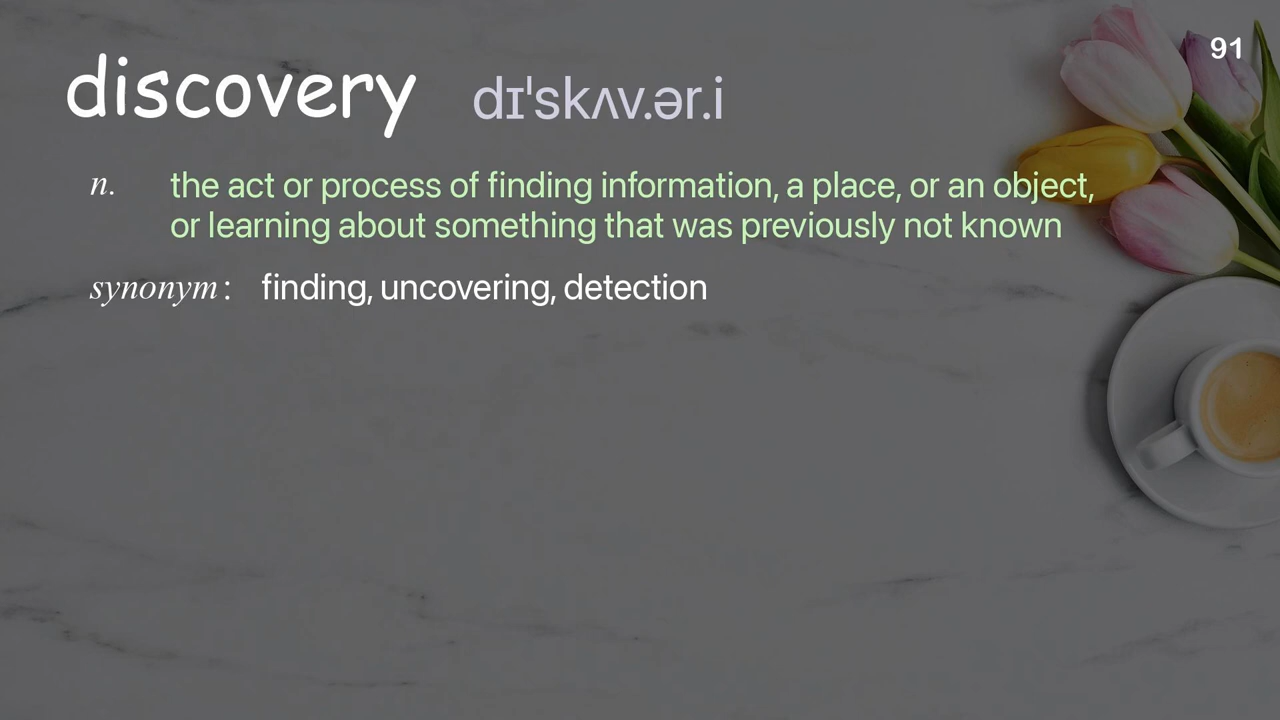 91
discovery dɪˈskʌv.ər.i
n. the act or process of finding information, a place, or an object,
or learning about something that was previously not known
synonym: finding, uncovering, detection